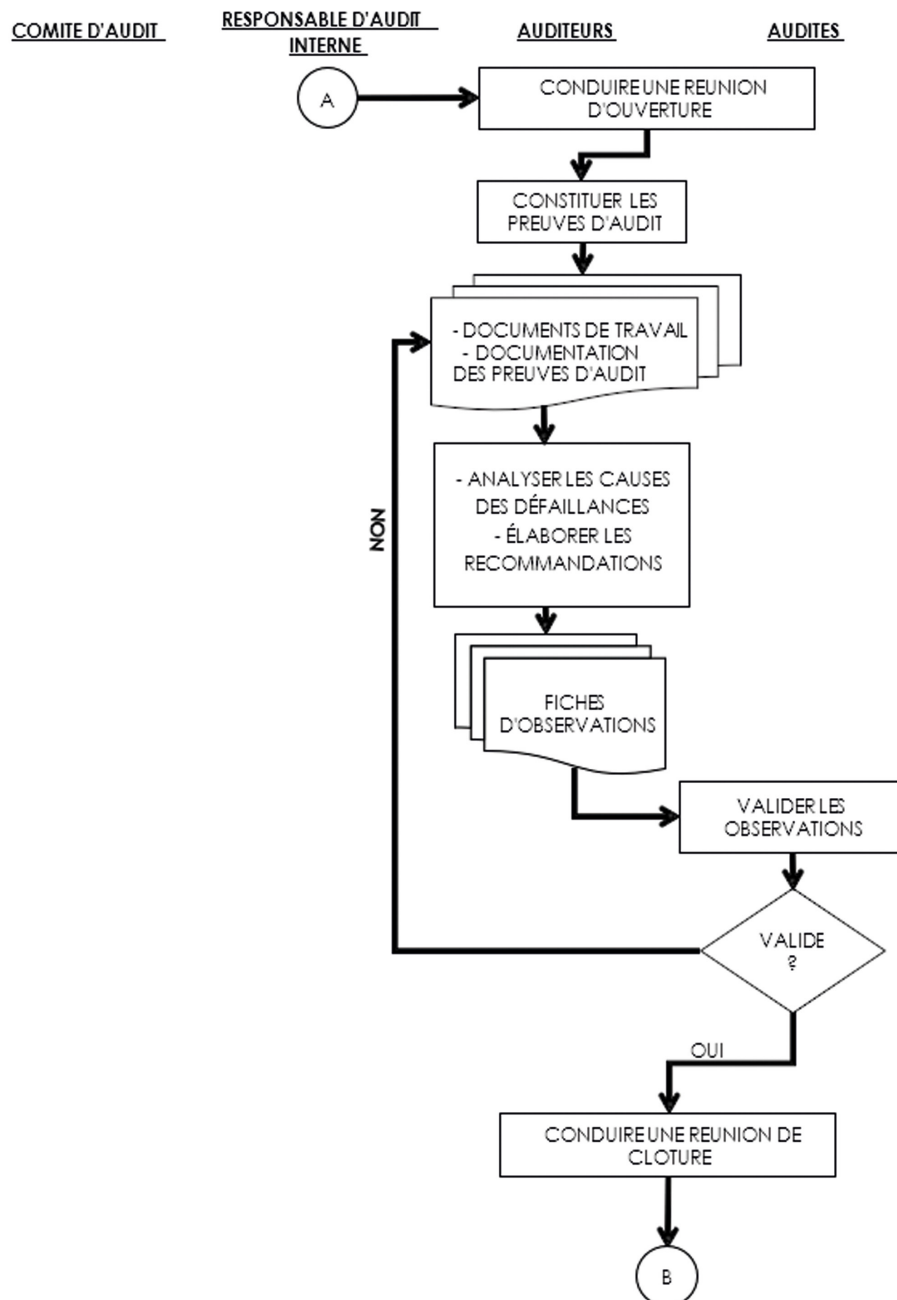 COMITE D'AUDIT
RESPONSABLE D'AUDIT
INTERNE
AUDITEURS
AUDITES
A
CONDUIRE UNE REUNION
D'OUVERTURE
CONSTITUER LES
PREUVES D'AUDIT
- DOCUMENTS DE TRAVAIL
- DOCUMENTATION
DES PREUVES D'AUDIT
- ANALYSER LES CAUSES
DES DÉFAILLANCES
- ÉLABORER LES
RECOMMANDATIONS
NON
FICHES
D'OBSERVATIONS
VALIDER LES
OBSERVATIONS
VALIDE
?
OUI
CONDUIRE UNE REUNION DE
CLOTURE
B